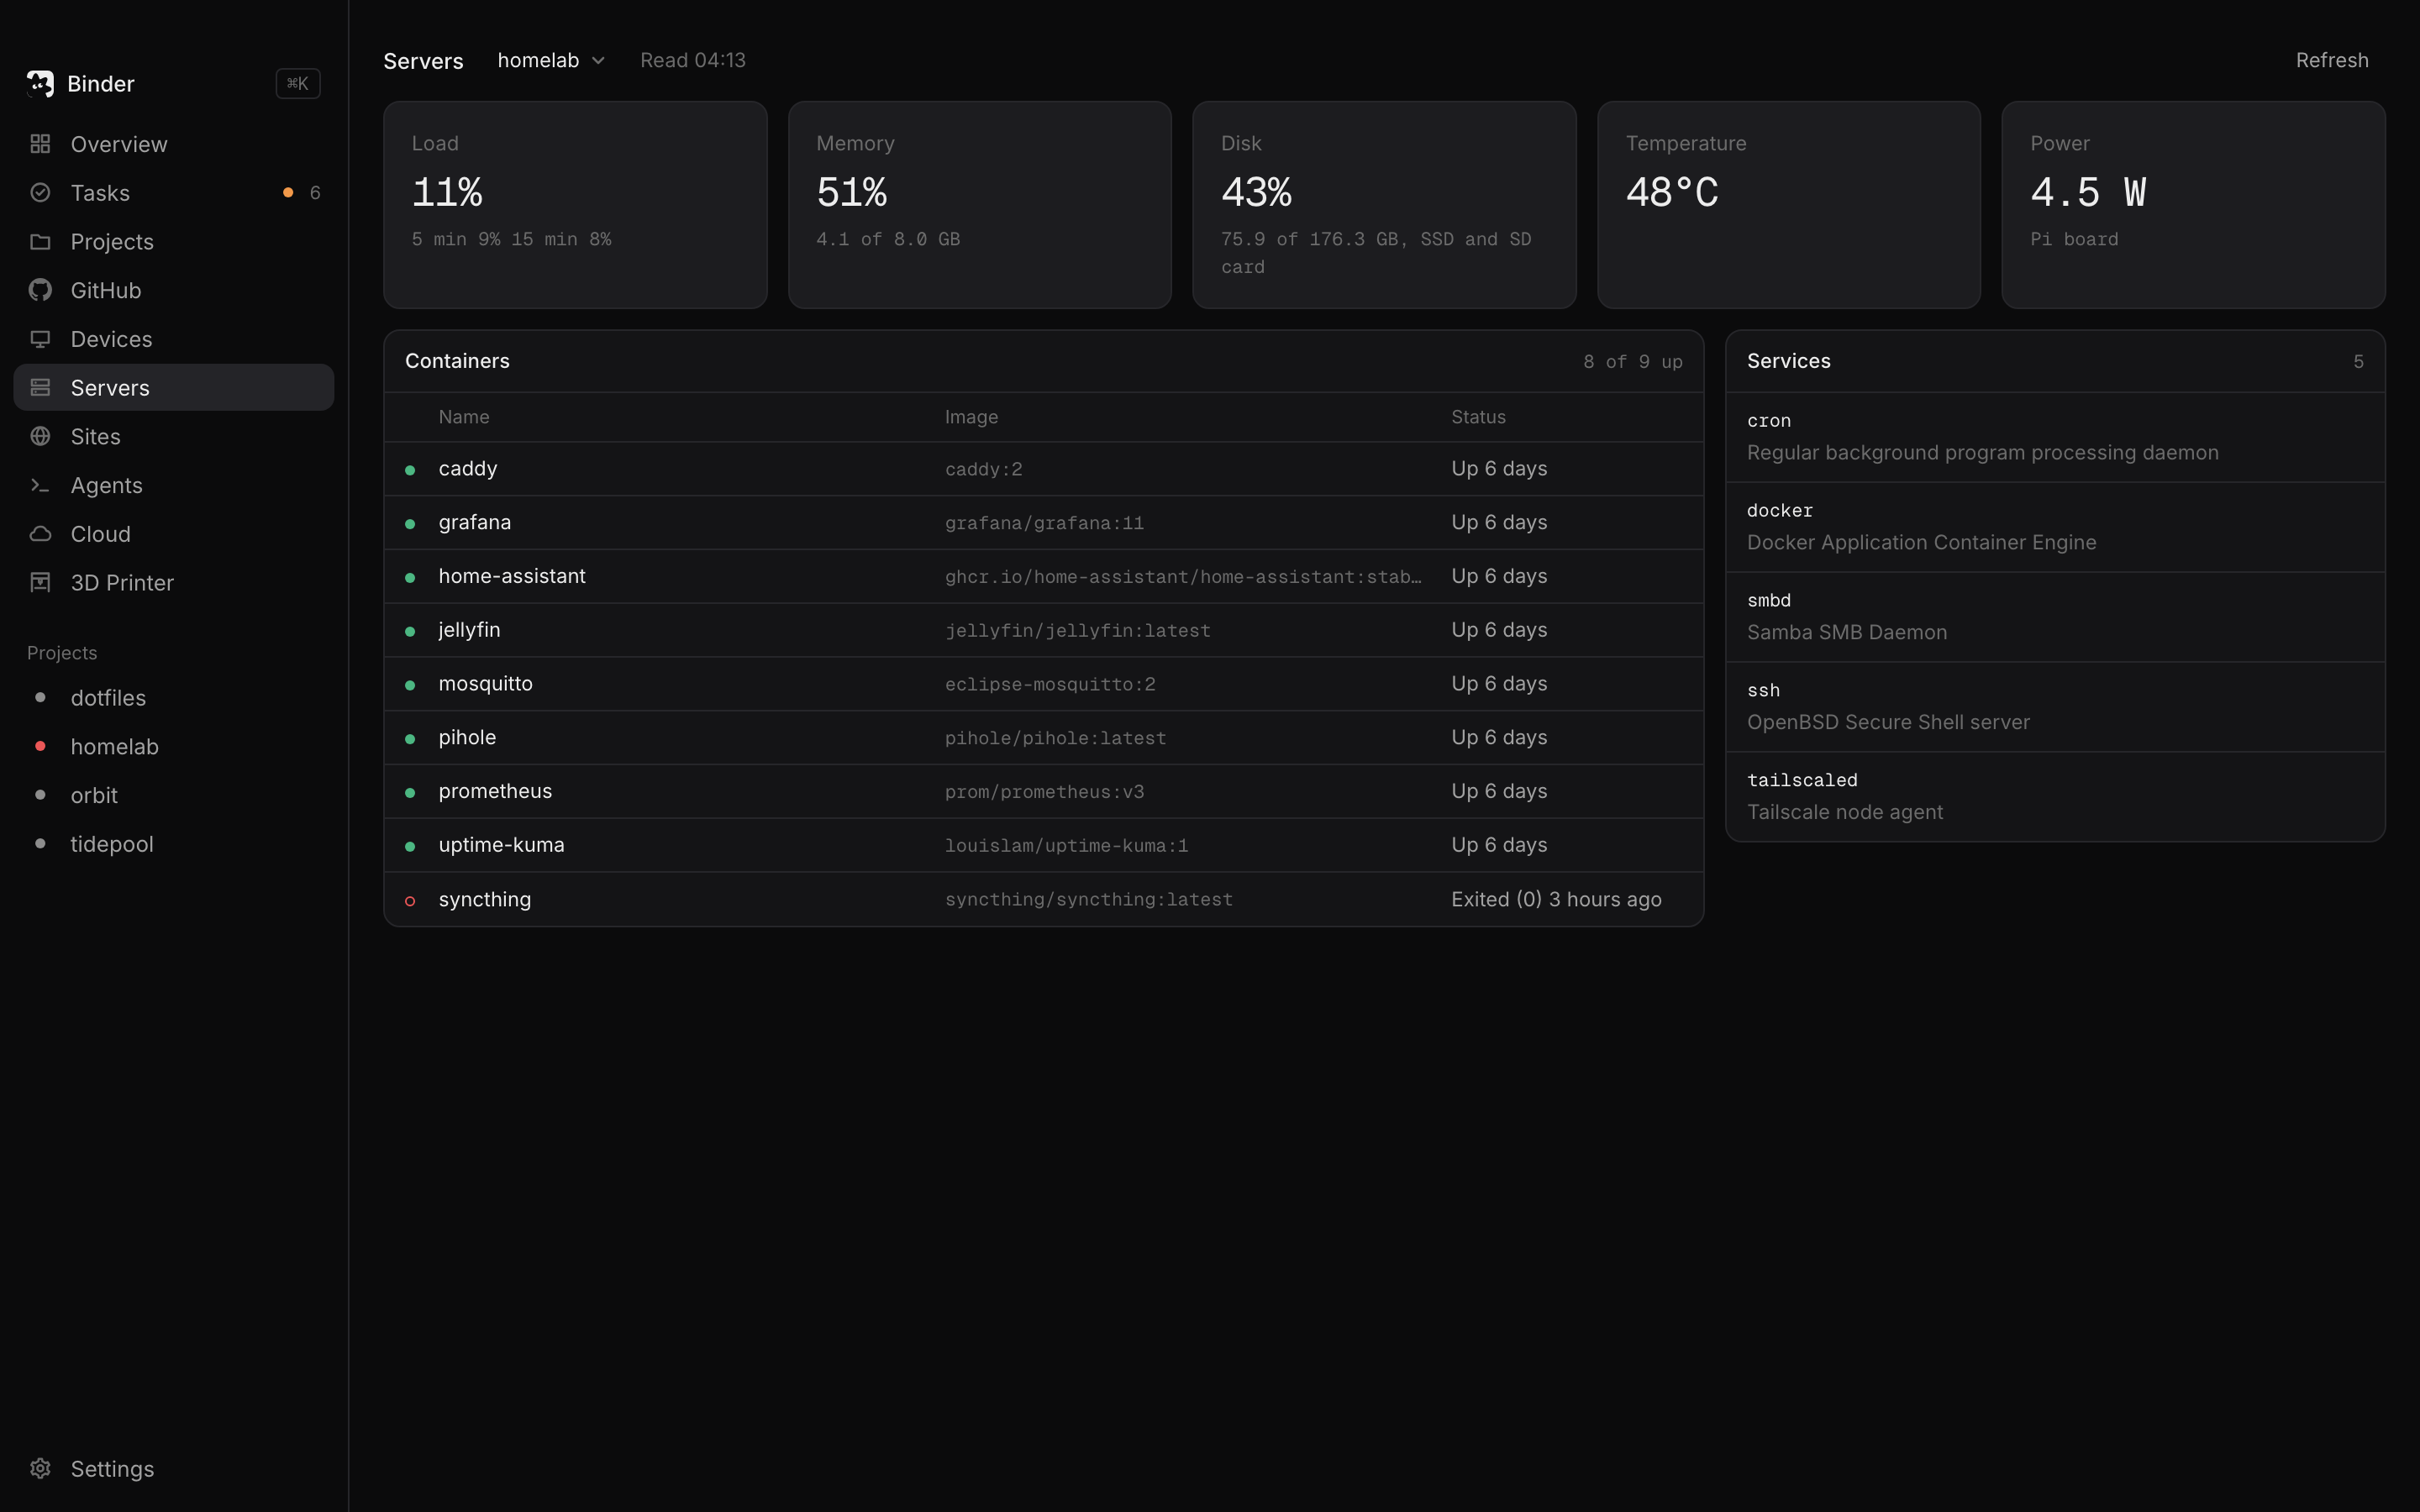 Binder
⌘K
Overview
Tasks
6
Projects
GitHub
Devices
Servers
Sites
Agents
Cloud
3D Printer
Projects
dotfiles
homelab
orbit
tidepool
Settings
Servers
homelab
Read 04:13
Refresh
Load
11%
5 min 9% 15 min 8%
Memory
51%
4.1 of 8.0 GB
Disk
43%
75.9 of 176.3 GB, SSD and SD
card
Temperature
48°C
Power
4.5 W
Pi board
Containers
8 of 9 up
Name Image Status
caddy caddy:2 Up 6 days
grafana grafana/grafana:11 Up 6 days
home-assistant ghcr.io/home-assistant/home-assistant:stab… Up 6 days
jellyfin jellyfin/jellyfin:latest Up 6 days
mosquitto eclipse-mosquitto:2 Up 6 days
pihole pihole/pihole:latest Up 6 days
prometheus prom/prometheus:v3 Up 6 days
uptime-kuma louislam/uptime-kuma:1 Up 6 days
syncthing syncthing/syncthing:latest Exited (0) 3 hours ago
Services
5
cron
Regular background program processing daemon
docker
Docker Application Container Engine
smbd
Samba SMB Daemon
ssh
OpenBSD Secure Shell server
tailscaled
Tailscale node agent